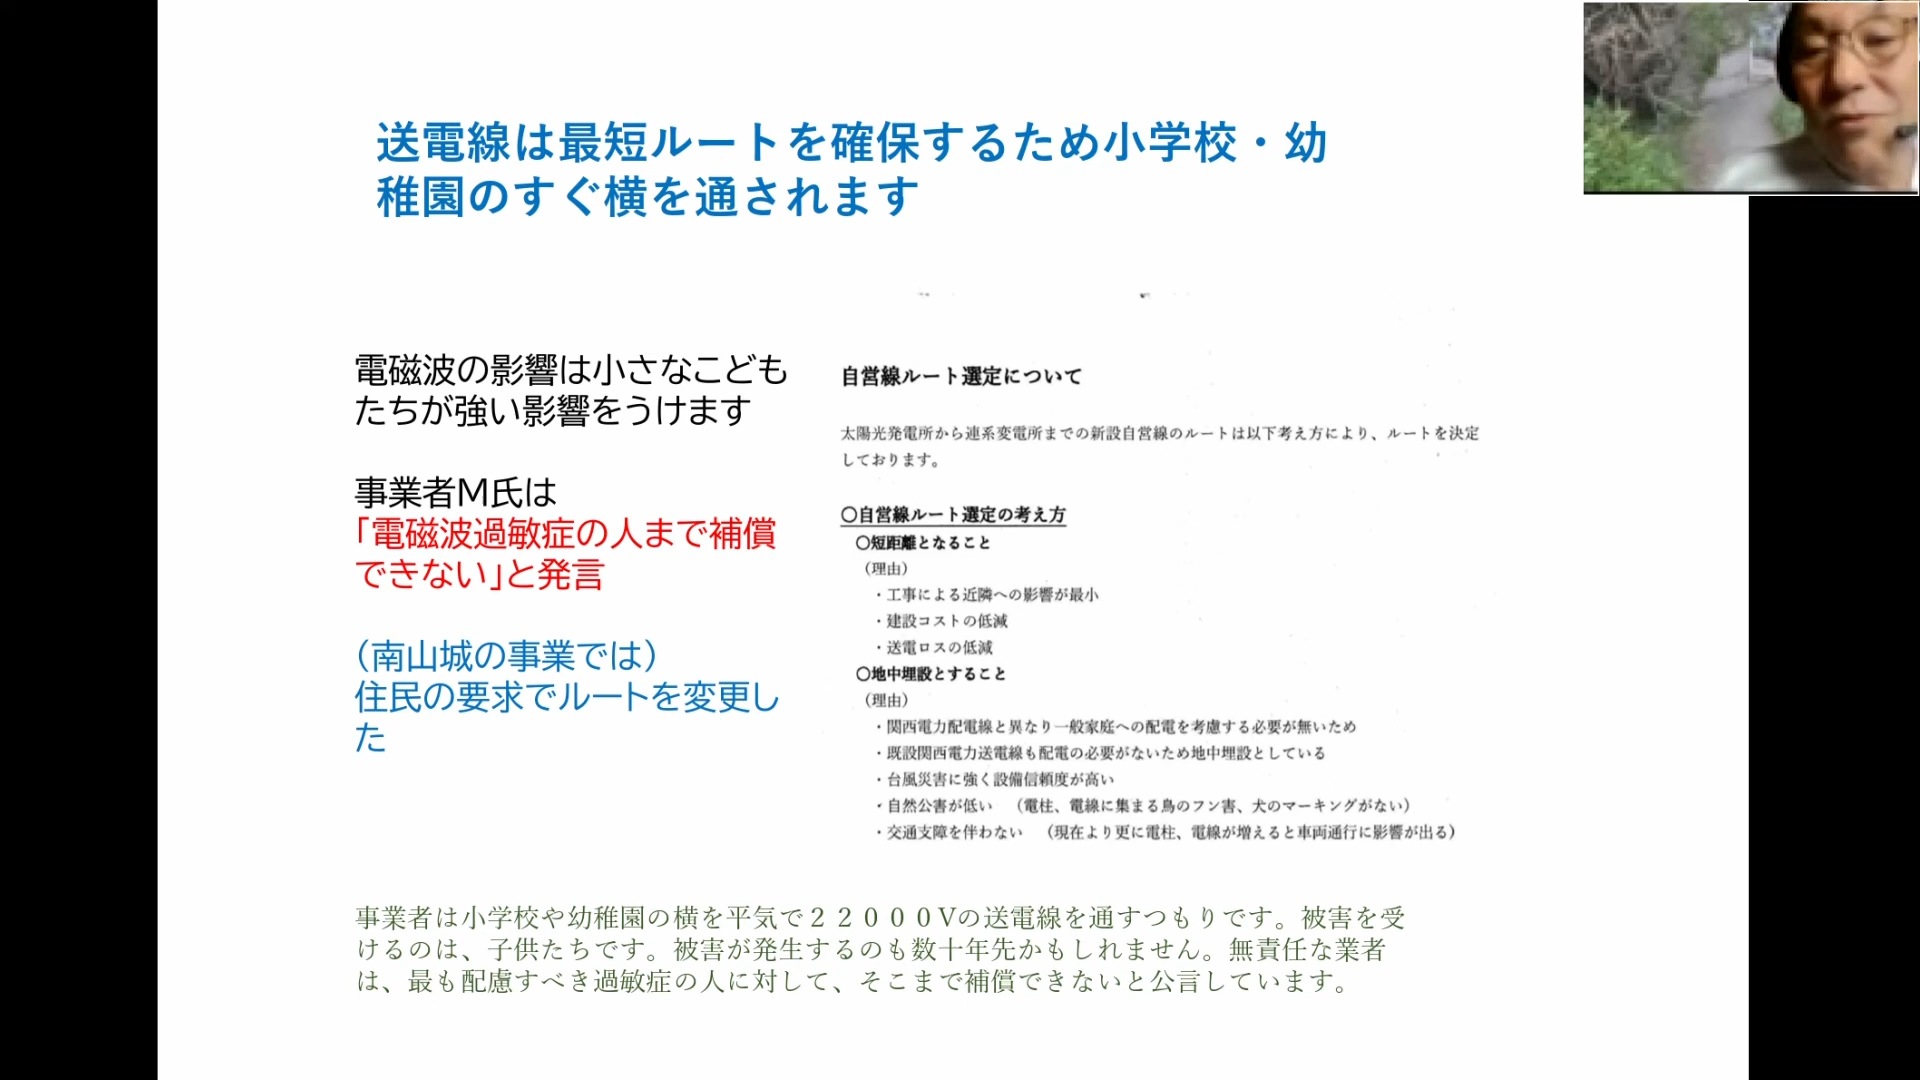 送電線は最短ルートを確保するため小学校・幼
稚園のすぐ横を通されます
電磁波の影響は小さなこども
たちが強い影響をうけます
事業者M氏は
「電磁波過敏症の人まで補償
できない」と発言
（南山城の事業では）
住民の要求でルートを変更し
た
自営線ルート選定について
太陽光発電所から連系変電所までの新設自営線のルートは以下考え方により、ルートを決定
しております。
〇自営線ルート選定の考え方
〇短距離となること
（理由）
・工事による近隣への影響が最小
・建設コストの低減
・送電ロスの低減
〇地中埋設とすること
（理由）
・関西電力配電線と異なり一般家庭への配電を考慮する必要が無いため
・既設関西電力送電線も配電の必要がないため地中埋設としている
・台風災害に強く設備信頼度が高い
・自然公害が低い　（電柱、電線に集まる鳥のフン害、犬のマーキングがない）
・交通支障を伴わない　（現在より更に電柱、電線が増えると車両通行に影響が出る）
事業者は小学校や幼稚園の横を平気で２２０００Vの送電線を通すつもりです。被害を受
けるのは、子供たちです。被害が発生するのも数十年先かもしれません。無責任な業者
は、最も配慮すべき過敏症の人に対して、そこまで補償できないと公言しています。